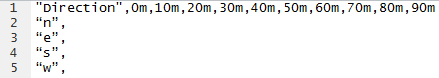 1 "Direction",0m,10m,20m,30m,40m,50m,60m,70m,80m,90m
2 “n”,
3 “e”,
4 “s”,
5 “w”,